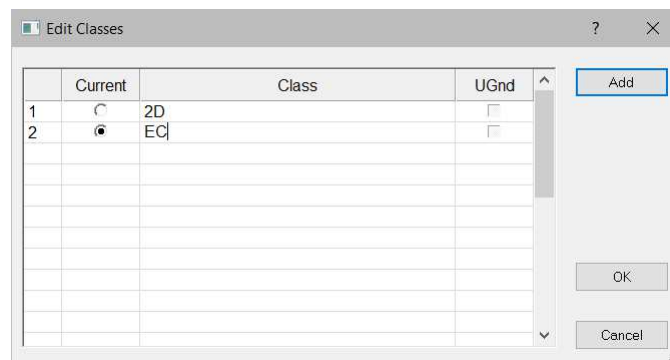 Edit Classes ? X
Current Class UGnd Add
1 2D
2 EC
OK
Cancel